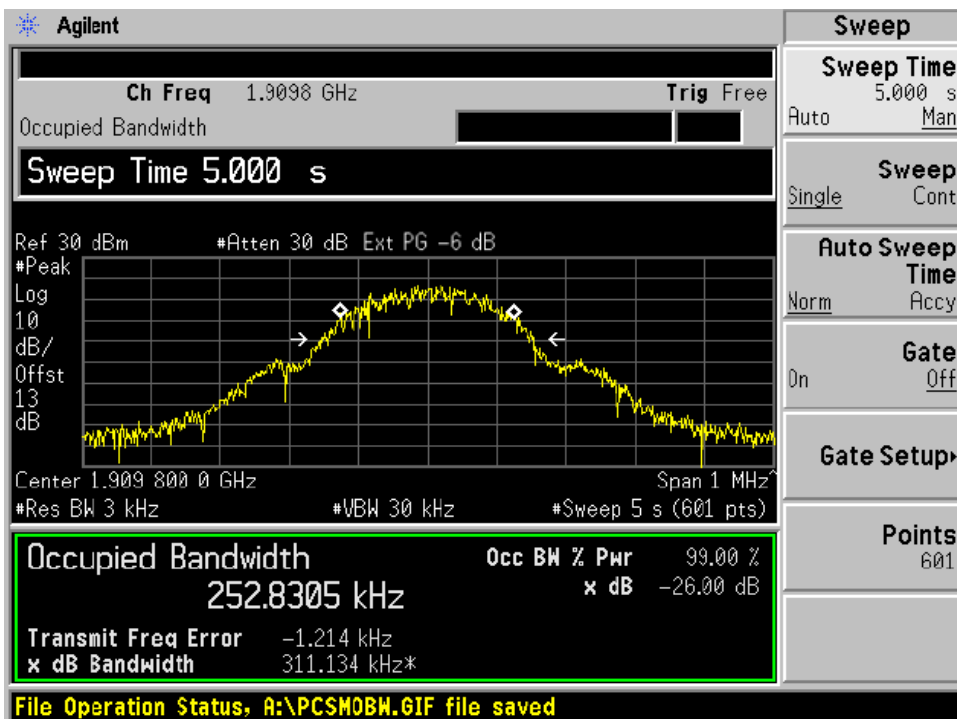 Agilent
Ch Freq 1.9098 GHz Trig Free
Occupied Bandwidth
Sweep Time 5.000 s
Ref 30 dBm #Atten 30 dB Ext PG -6 dB
#Peak
Log
10
dB/
Offst
13
dB
Center 1.909 800 0 GHz Span 1 MHz^
#Res BW 3 kHz #VBW 30 kHz #Sweep 5 s (601 pts)
Occupied Bandwidth Occ BW % Pwr 99.00 %
252.8305 kHz x dB -26.00 dB
Transmit Freq Error -1.214 kHz
x dB Bandwidth 311.134 kHz*
File Operation Status, A:\PCSMOBW.GIF file saved
Sweep
Sweep Time
5.000 s
Auto Man
Sweep
Single Cont
Auto Sweep
Time
Norm Accy
Gate
On Off
Gate Setup
Points
601